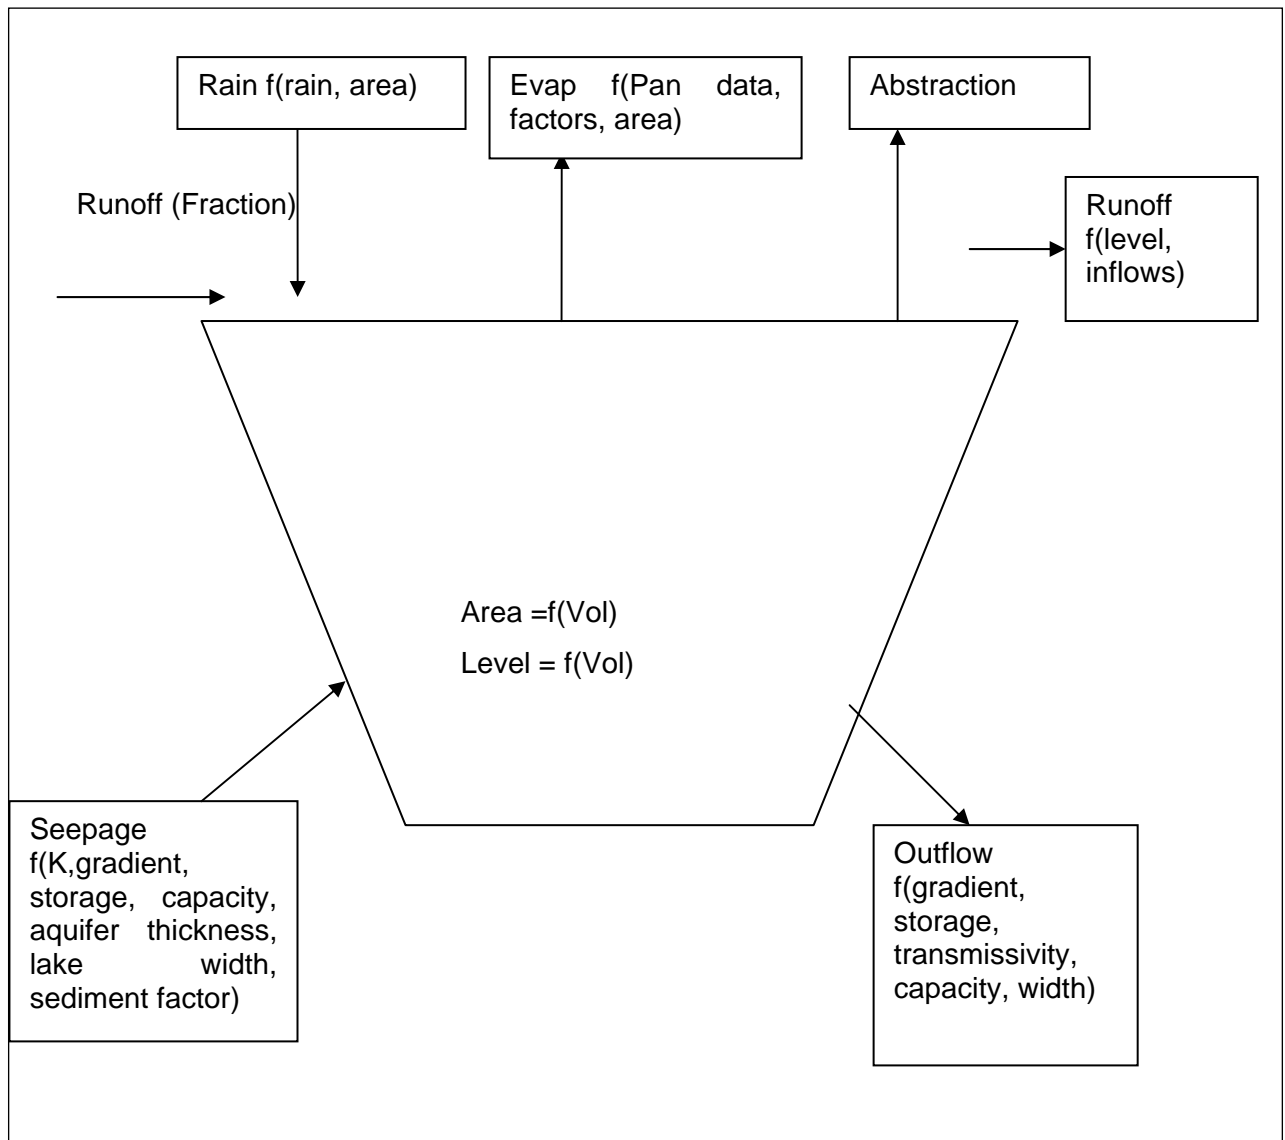 Rain f(rain, area)
Evap f(Pan data,
factors, area)
Abstraction
Runoff (Fraction)
Runoff
f(level,
inflows)
Area =f(Vol)
Level = f(Vol)
Seepage
f(K,gradient,
storage, capacity,
aquifer thickness,
lake width,
sediment factor)
Outflow
f(gradient,
storage,
transmissivity,
capacity, width)